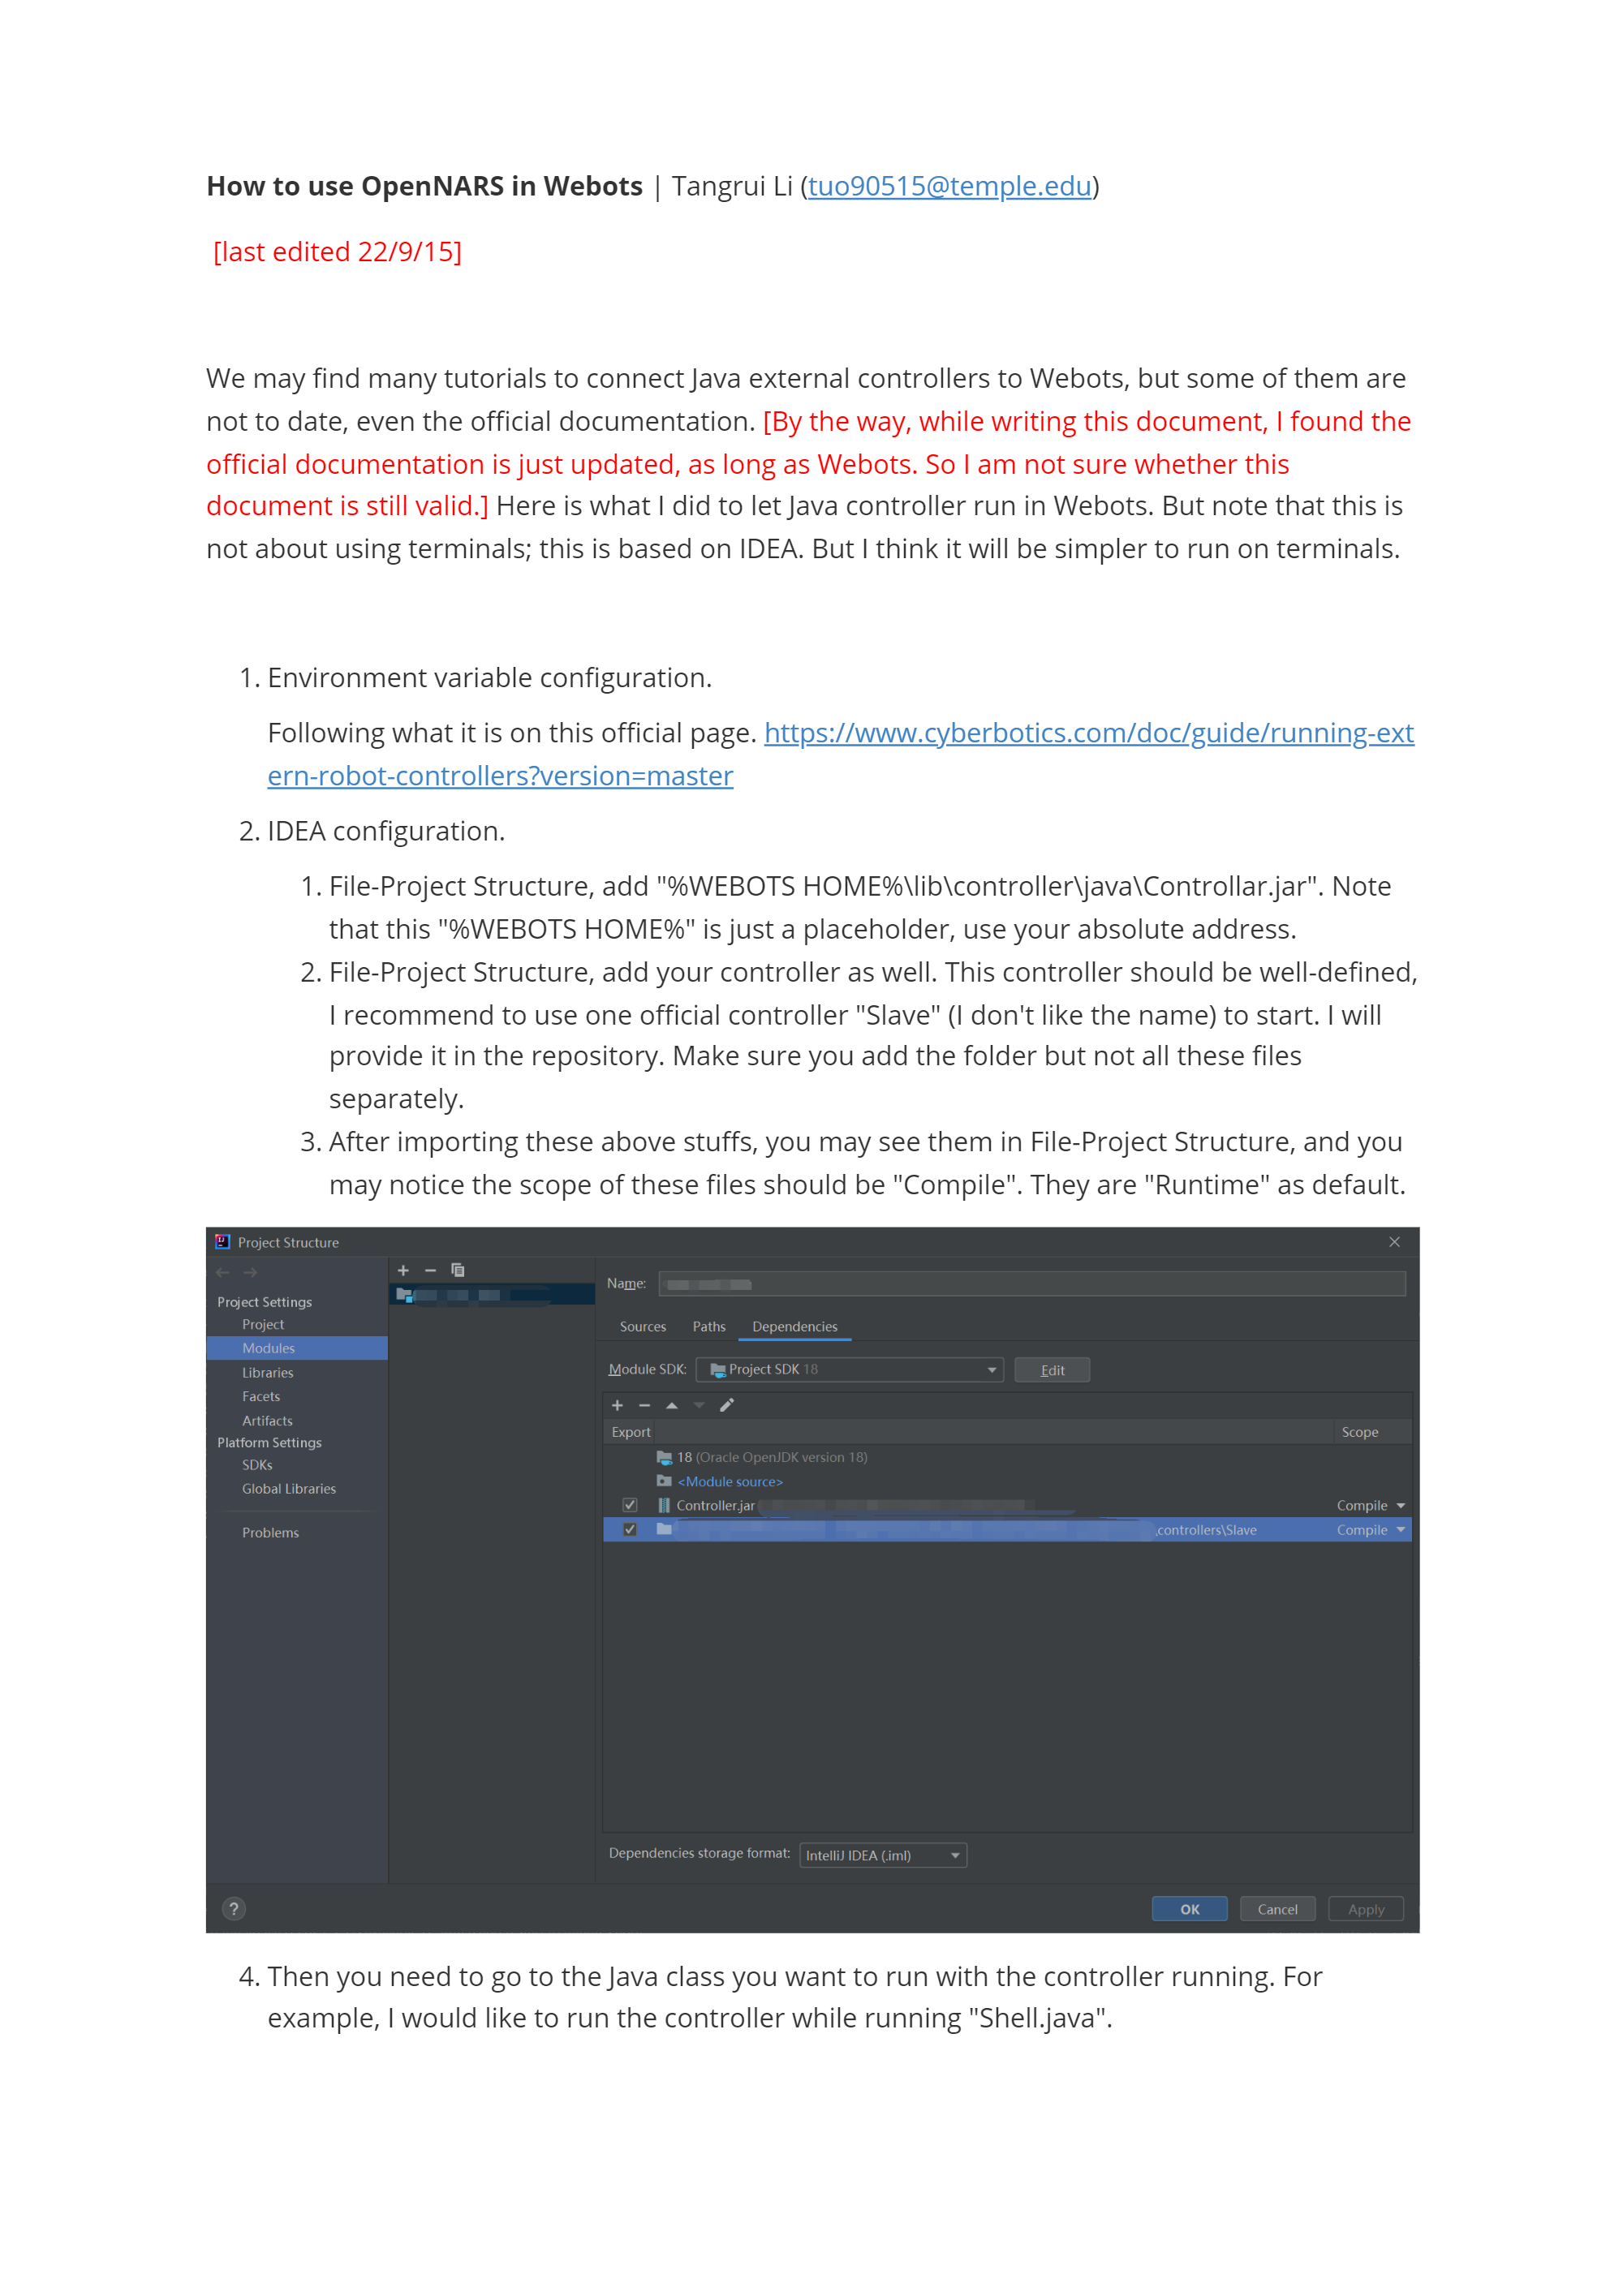 How to use OpenNARS in Webots | Tangrui Li (tuo90515@temple.edu)
[last edited 22/9/15]
We may find many tutorials to connect Java external controllers to Webots, but some of them are
not to date, even the official documentation. [By the way, while writing this document, I found the
official documentation is just updated, as long as Webots. So I am not sure whether this
document is still valid.] Here is what I did to let Java controller run in Webots. But note that this is
not about using terminals; this is based on IDEA. But I think it will be simpler to run on terminals.
1. Environment variable configuration.
Following what it is on this official page. https://www.cyberbotics.com/doc/guide/running-ext
ern-robot-controllers?version=master
2. IDEA configuration.
1. File-Project Structure, add "%WEBOTS HOME%\lib\controller\java\Controllar.jar". Note
that this "%WEBOTS HOME%" is just a placeholder, use your absolute address.
2. File-Project Structure, add your controller as well. This controller should be well-defined,
I recommend to use one official controller "Slave" (I don't like the name) to start. I will
provide it in the repository. Make sure you add the folder but not all these files
separately.
3. After importing these above stuffs, you may see them in File-Project Structure, and you
may notice the scope of these files should be "Compile". They are "Runtime" as default.
Project Structure
Project Settings
Project
Modules
Libraries
Facets
Artifacts
Platform Settings
SDKs
Global Libraries
Problems
Name:
Sources Paths Dependencies
Module SDK: Project SDK 18 Edit
Export Scope
18 (Oracle OpenJDK version 18)
<Module source>
Controller.jar Compile
.controllers\Slave Compile
Dependencies storage format: IntelliJ IDEA (.iml)
? OK Cancel Apply
4. Then you need to go to the Java class you want to run with the controller running. For
example, I would like to run the controller while running "Shell.java".